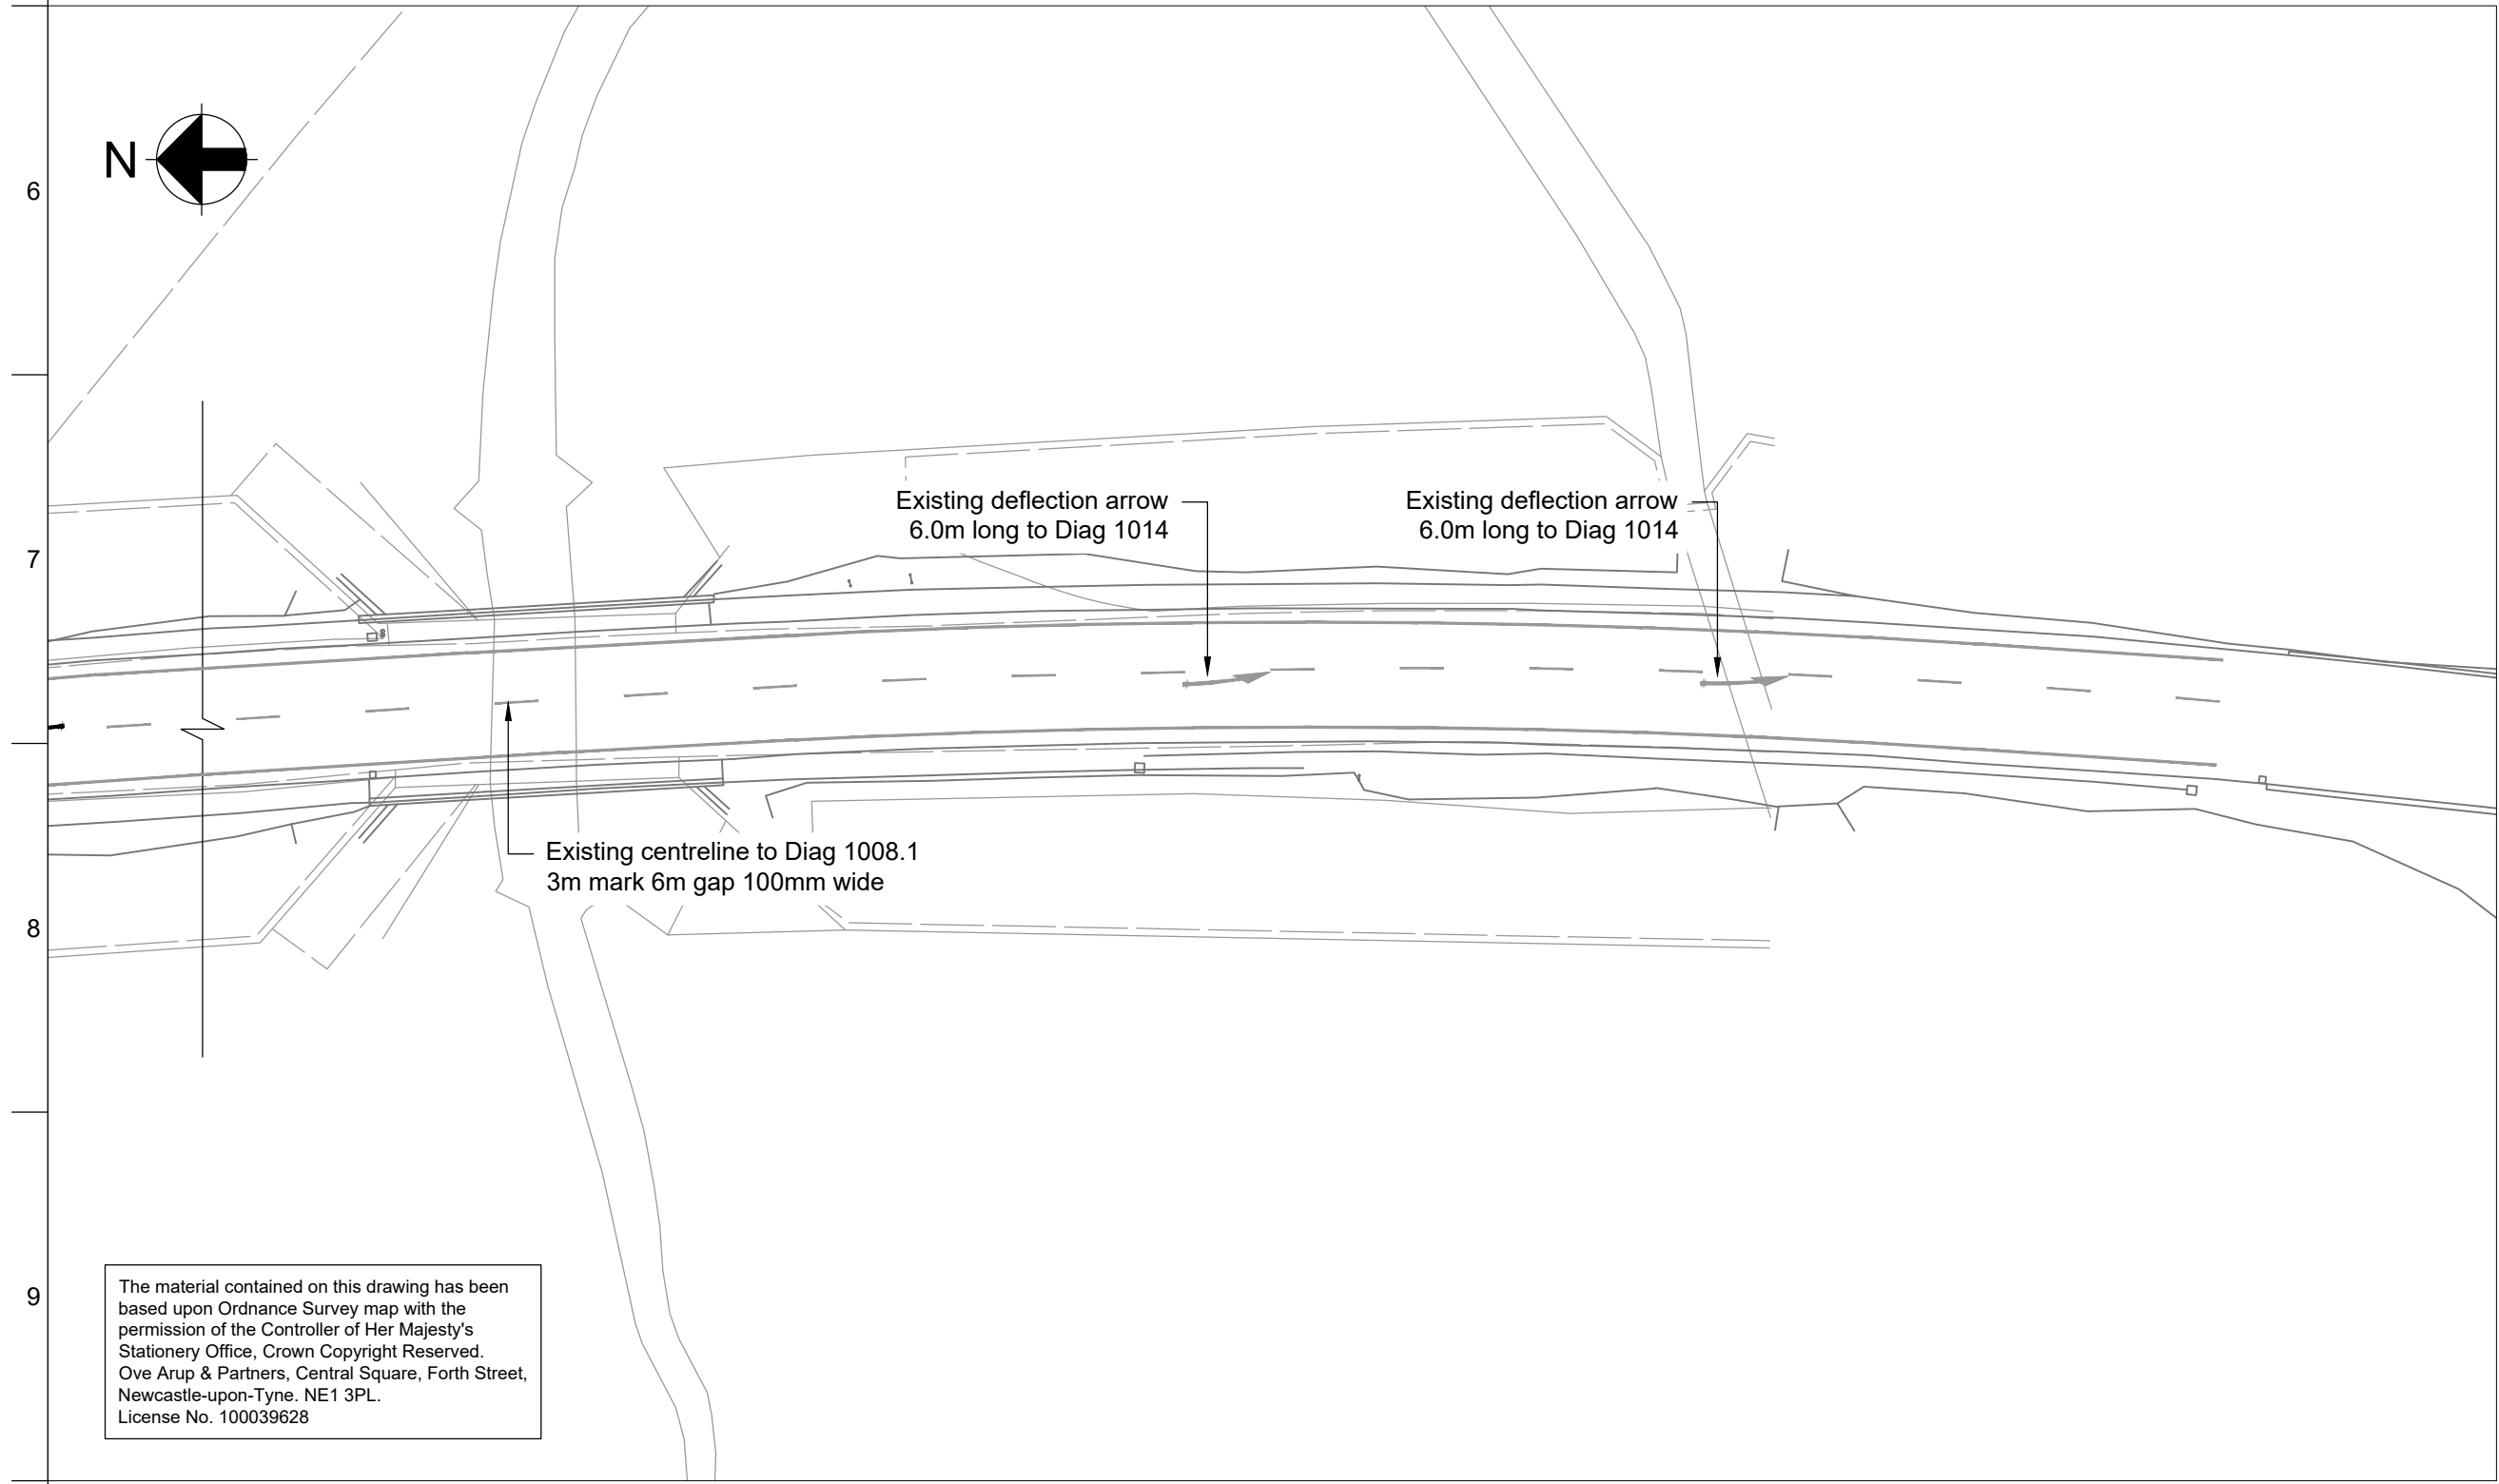 N
6
Existing deflection arrow
6.0m long to Diag 1014
Existing deflection arrow
6.0m long to Diag 1014
7
Existing centreline to Diag 1008.1
3m mark 6m gap 100mm wide
8
9
The material contained on this drawing has been
based upon Ordnance Survey map with the
permission of the Controller of Her Majesty's
Stationery Office, Crown Copyright Reserved.
Ove Arup & Partners, Central Square, Forth Street,
Newcastle-upon-Tyne. NE1 3PL.
License No. 100039628